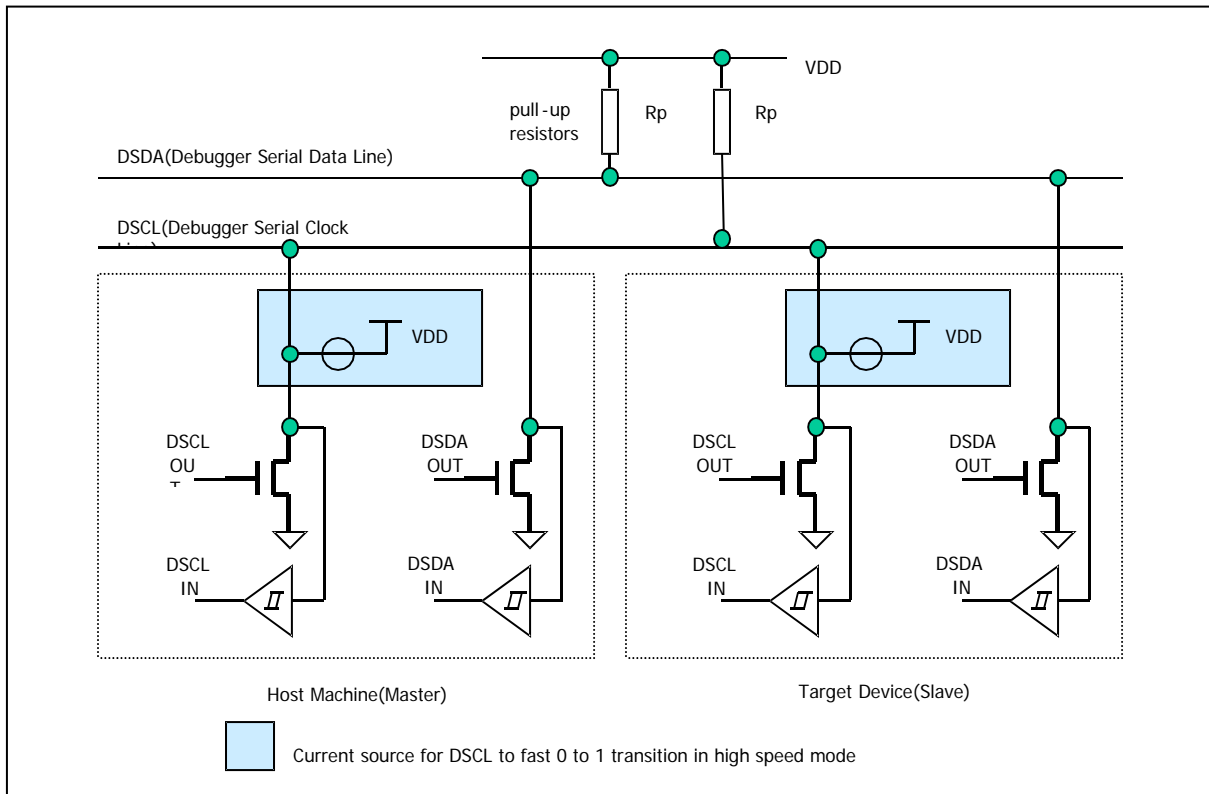 VDD
pull-up Rp Rp
resistors
DSDA(Debugger Serial Data Line)
DSCL(Debugger Serial Clock
VDD VDD
DSCL DSDA DSCL DSDA
OU OUT OUT OUT
DSCL DSDA DSCL DSDA
IN IN IN IN
Host Machine(Master) Target Device(Slave)
Current source for DSCL to fast 0 to 1 transition in high speed mode